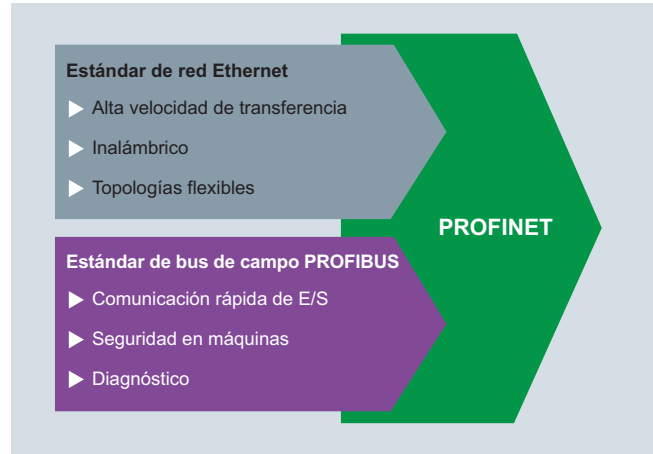 Estándar de red Ethernet
Alta velocidad de transferencia
Inalámbrico
Topologías flexibles
PROFINET
Estándar de bus de campo PROFIBUS
Comunicación rápida de E/S
Seguridad en máquinas
Diagnóstico